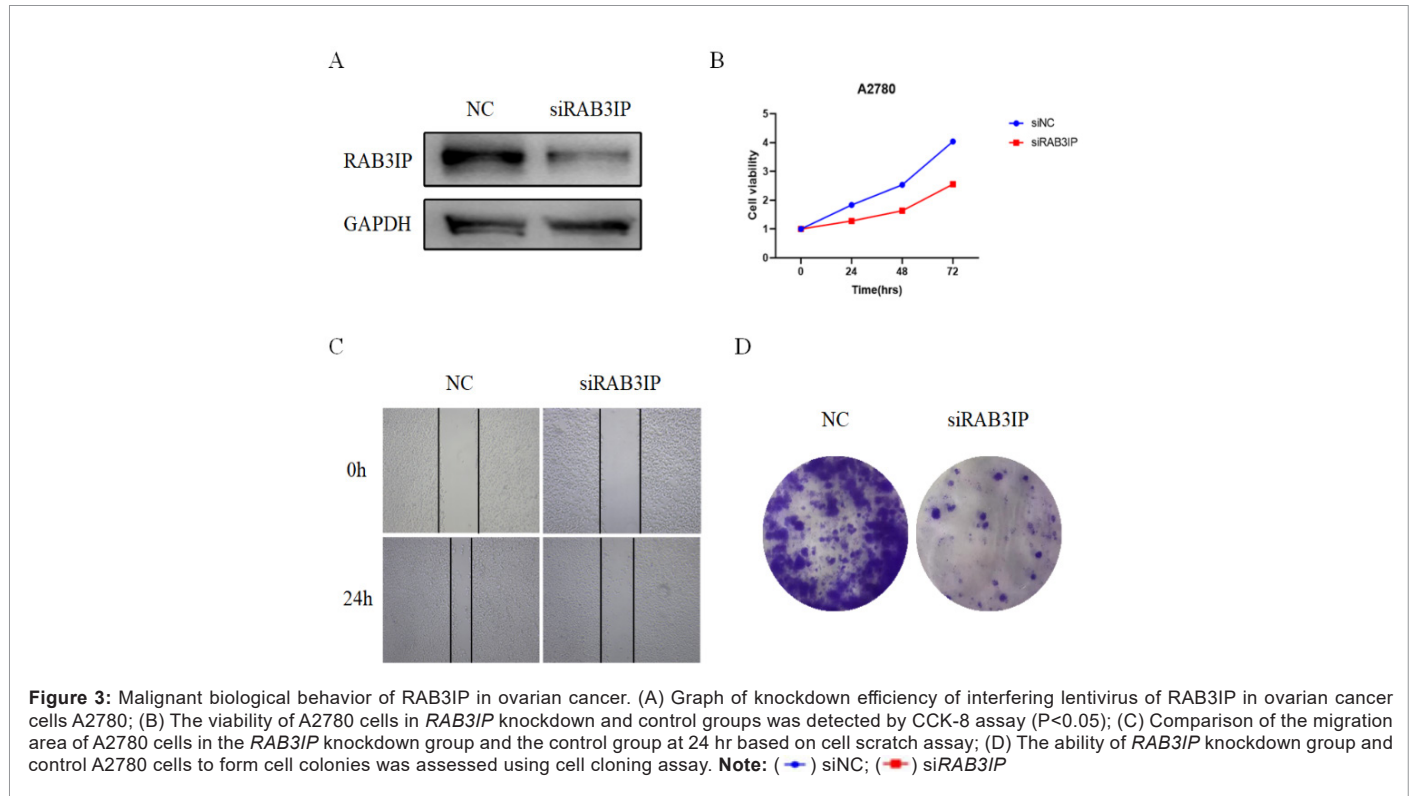 A
NC siRAB3IP
RAB3IP
GAPDH
B
A2780
5
4
3
2
1
0
Cell viability
0 24 48 72
Time(hrs)
siNC
siRAB3IP
C
NC siRAB3IP
0h
24h
D
NC siRAB3IP
Figure 3: Malignant biological behavior of RAB3IP in ovarian cancer. (A) Graph of knockdown efficiency of interfering lentivirus of RAB3IP in ovarian cancer
cells A2780; (B) The viability of A2780 cells in RAB3IP knockdown and control groups was detected by CCK-8 assay (P<0.05); (C) Comparison of the migration
area of A2780 cells in the RAB3IP knockdown group and the control group at 24 hr based on cell scratch assay; (D) The ability of RAB3IP knockdown group and
control A2780 cells to form cell colonies was assessed using cell cloning assay. Note: ( ) siNC; ( ) siRAB3IP